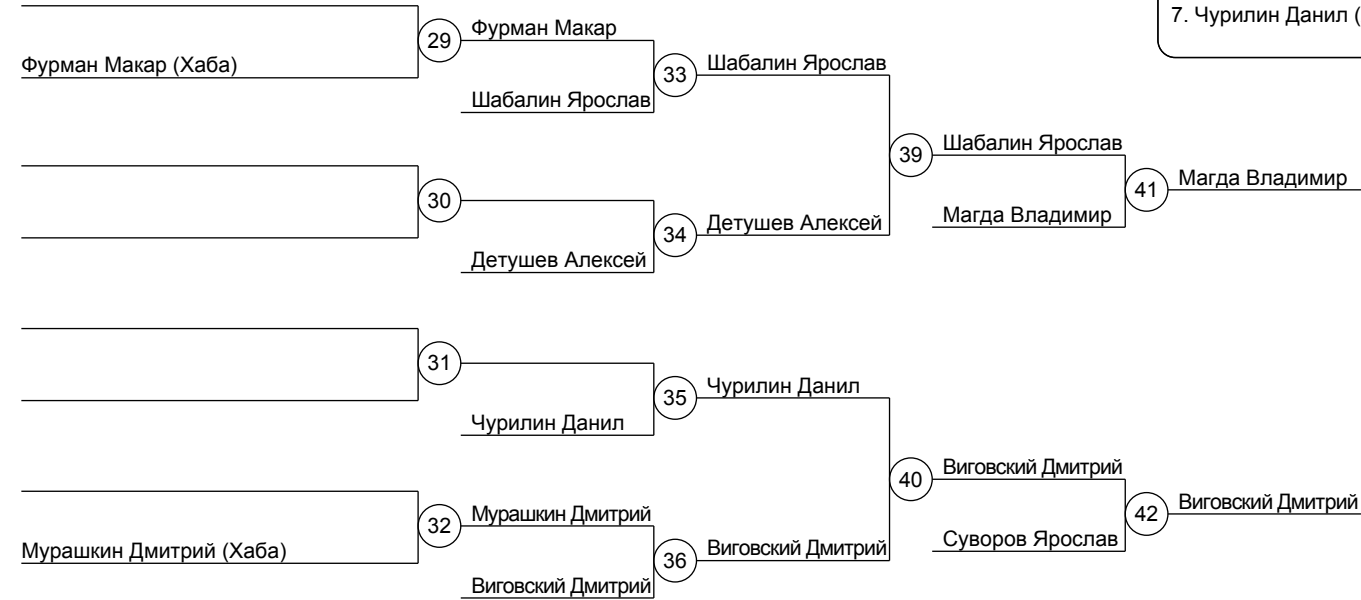 7. Чурилин Данил (
29
Фурман Макар
Фурман Макар (Хаба)
33
Шабалин Ярослав
Шабалин Ярослав
39
Шабалин Ярослав
30
41
Магда Владимир
Магда Владимир
34
Детушев Алексей
Детушев Алексей
31
35
Чурилин Данил
Чурилин Данил
40
Виговский Дмитрий
32
Мурашкин Дмитрий
42
Виговский Дмитрий
Мурашкин Дмитрий (Хаба)
36
Виговский Дмитрий
Суворов Ярослав
Виговский Дмитрий